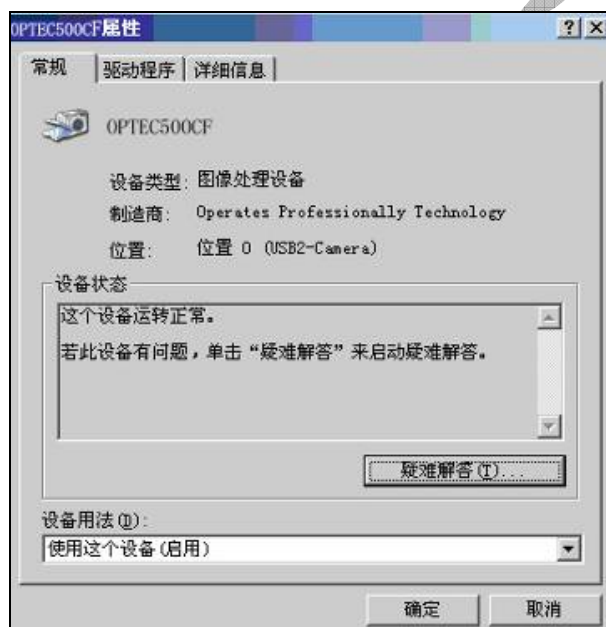 OPTEC500CF属性
常规 驱动程序 详细信息
OPTEC500CF
设备类型: 图像处理设备
制造商: Operates Professionally Technology
位置: 位置 0 (USB2-Camera)
设备状态
这个设备运转正常。
若此设备有问题，单击“疑难解答”来启动疑难解答。
疑难解答(T)...
设备用法(D):
使用这个设备(启用)
确定 取消